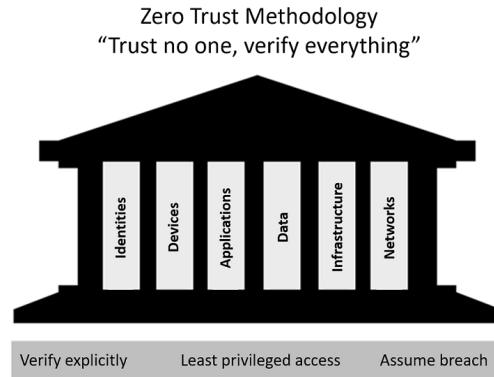 Zero Trust Methodology
“Trust no one, verify everything”
Identities
Devices
Applications
Data
Infrastructure
Networks
Verify explicitly Least privileged access Assume breach